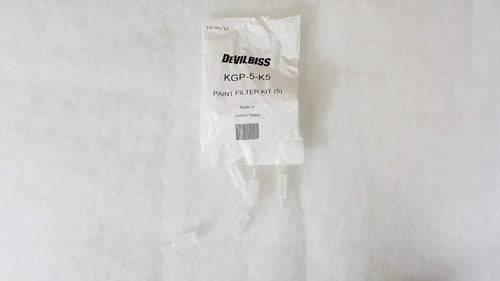 DEVILBISS
KGP-5-K5
PAINT FILTER KIT (5)
Made in
United States